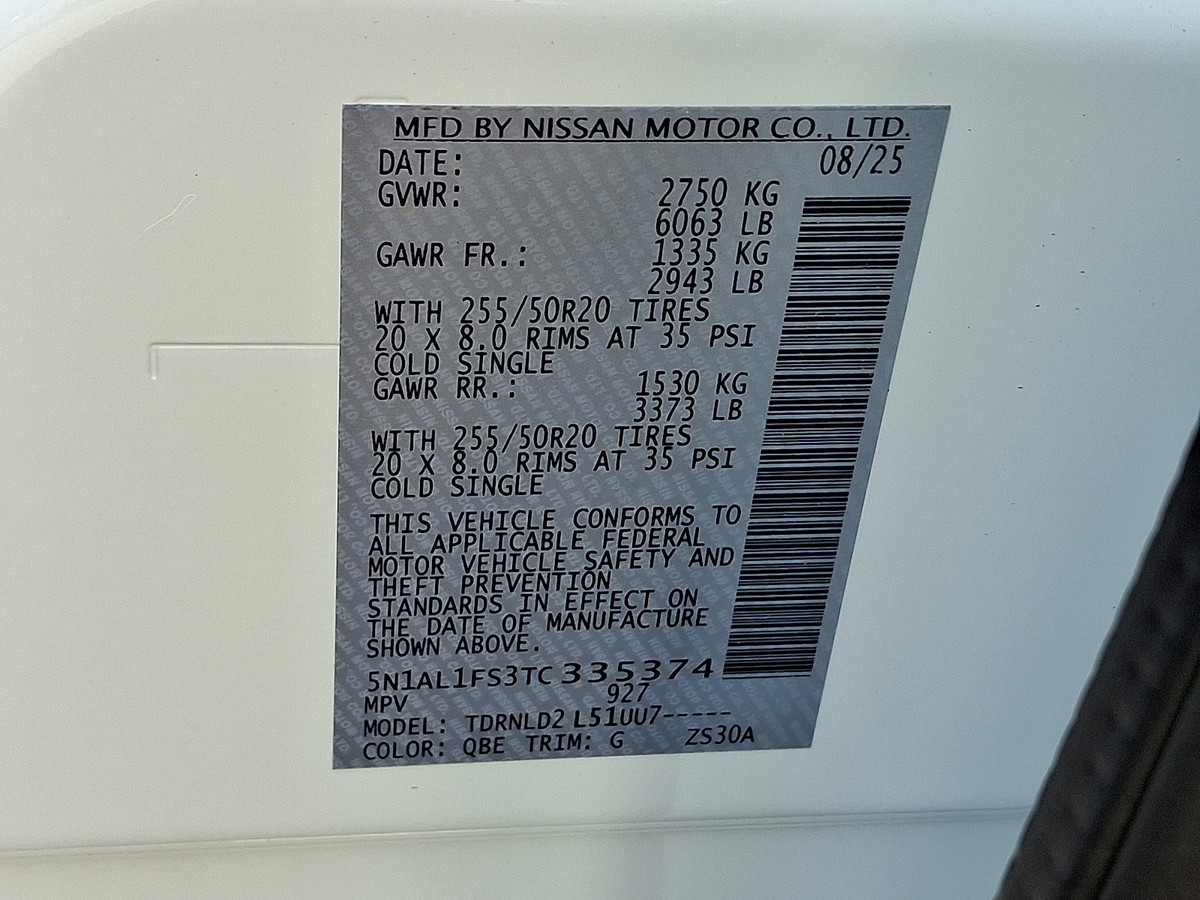 MFD BY NISSAN MOTOR CO., LTD.
DATE: 08/25
GVWR: 2750 KG
6063 LB
GAWR FR.: 1335 KG
2943 LB
WITH 255/50R20 TIRES
20 X 8.0 RIMS AT 35 PSI
COLD SINGLE
GAWR RR.: 1530 KG
3373 LB
WITH 255/50R20 TIRES
20 X 8.0 RIMS AT 35 PSI
COLD SINGLE
THIS VEHICLE CONFORMS TO
ALL APPLICABLE FEDERAL
MOTOR VEHICLE SAFETY AND
THEFT PREVENTION
STANDARDS IN EFFECT ON
THE DATE OF MANUFACTURE
SHOWN ABOVE.
5N1AL1FS3TC335374
MPV 927
MODEL: TDRNLD2 L51UU7-----
COLOR: QBE TRIM: G ZS30A